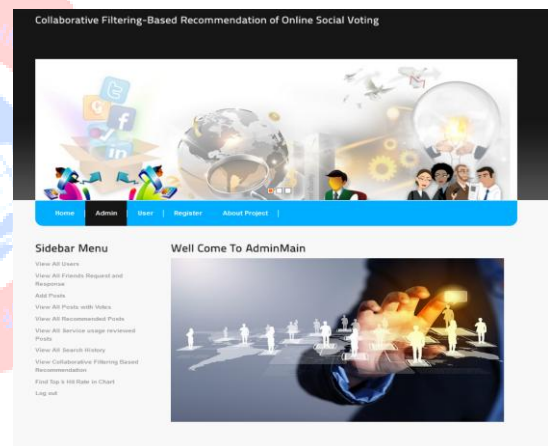 Collaborative Filtering-Based Recommendation of Online Social Voting
Home
Admin
User
Register
About Project
Sidebar Menu
View All Users
View All Friends Request and
Response
Add Posts
View All Posts with Votes
View All Recommended Posts
View All Service usage reviewed
Posts
View All Search History
View Collaborative Filtering Based
Recommendation
Find Top k Hit Rate in Chart
Log out
Well Come To AdminMain